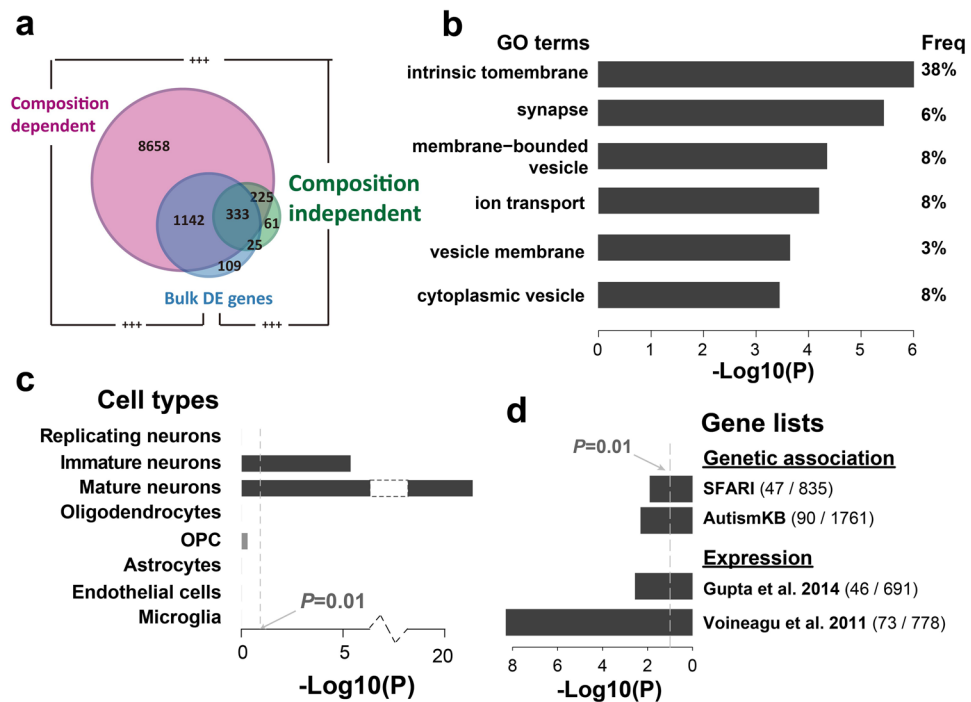 a
+++
Composition
dependent
8658
Composition
independent
225
1142
333
61
25
109
Bulk DE genes
+++
+++
b
GO terms
Freq
intrinsic tomembrane
38%
synapse
6%
membrane−bounded
vesicle
8%
ion transport
8%
vesicle membrane
3%
cytoplasmic vesicle
8%
0 1 2 3 4 5 6
-Log10(P)
c
Cell types
Replicating neurons
Immature neurons
Mature neurons
Oligodendrocytes
OPC
Astrocytes
Endothelial cells
Microglia
P=0.01
0 5 20
-Log10(P)
d
Gene lists
P=0.01
Genetic association
SFARI (47 / 835)
AutismKB (90 / 1761)
Expression
Gupta et al. 2014 (46 / 691)
Voineagu et al. 2011 (73 / 778)
8 6 4 2 0
-Log10(P)